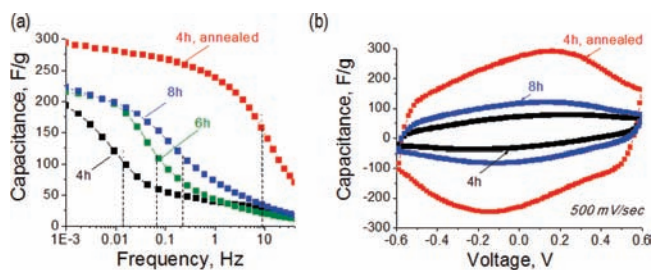 (a)
4h, annealed
8h
6h
4h
Capacitance, F/g
300
250
200
150
100
50
0
1E-3 0.01 0.1 1 10
Frequency, Hz
(b)
4h, annealed
8h
4h
500 mV/sec
Capacitance, F/g
300
200
100
0
-100
-200
-300
-0.6 -0.4 -0.2 0.0 0.2 0.4 0.6
Voltage, V